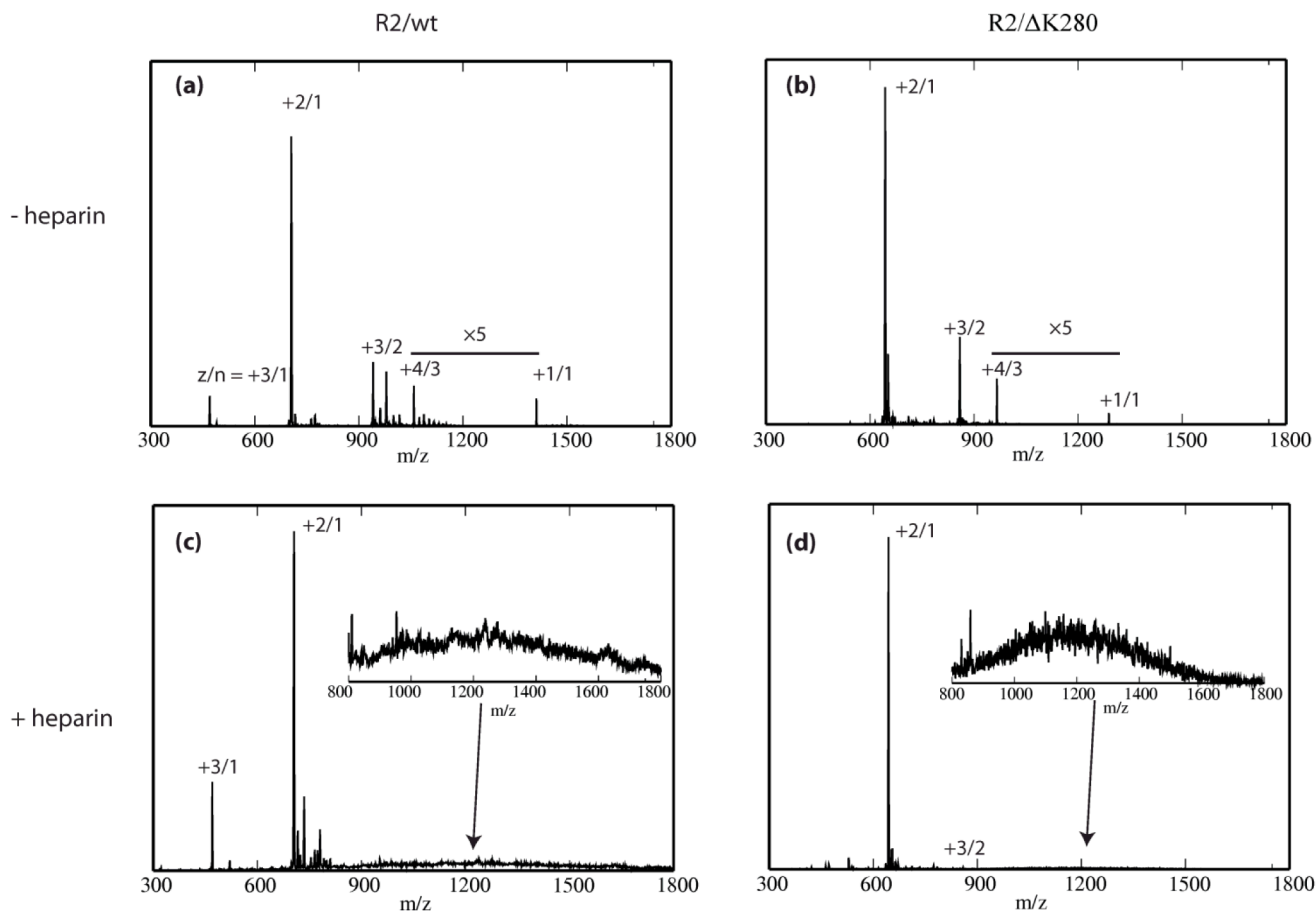 R2/wt
R2/ΔK280
- heparin
(a)
+2/1
z/n = +3/1
+3/2
+4/3
×5
+1/1
300 600 900 1200 1500 1800
m/z
(b)
+2/1
+3/2
+4/3
×5
+1/1
300 600 900 1200 1500 1800
m/z
+ heparin
(c)
+2/1
+3/1
800 1000 1200 1400 1600 1800
m/z
300 600 900 1200 1500 1800
m/z
(d)
+2/1
+3/2
800 1000 1200 1400 1600 1800
m/z
300 600 900 1200 1500 1800
m/z